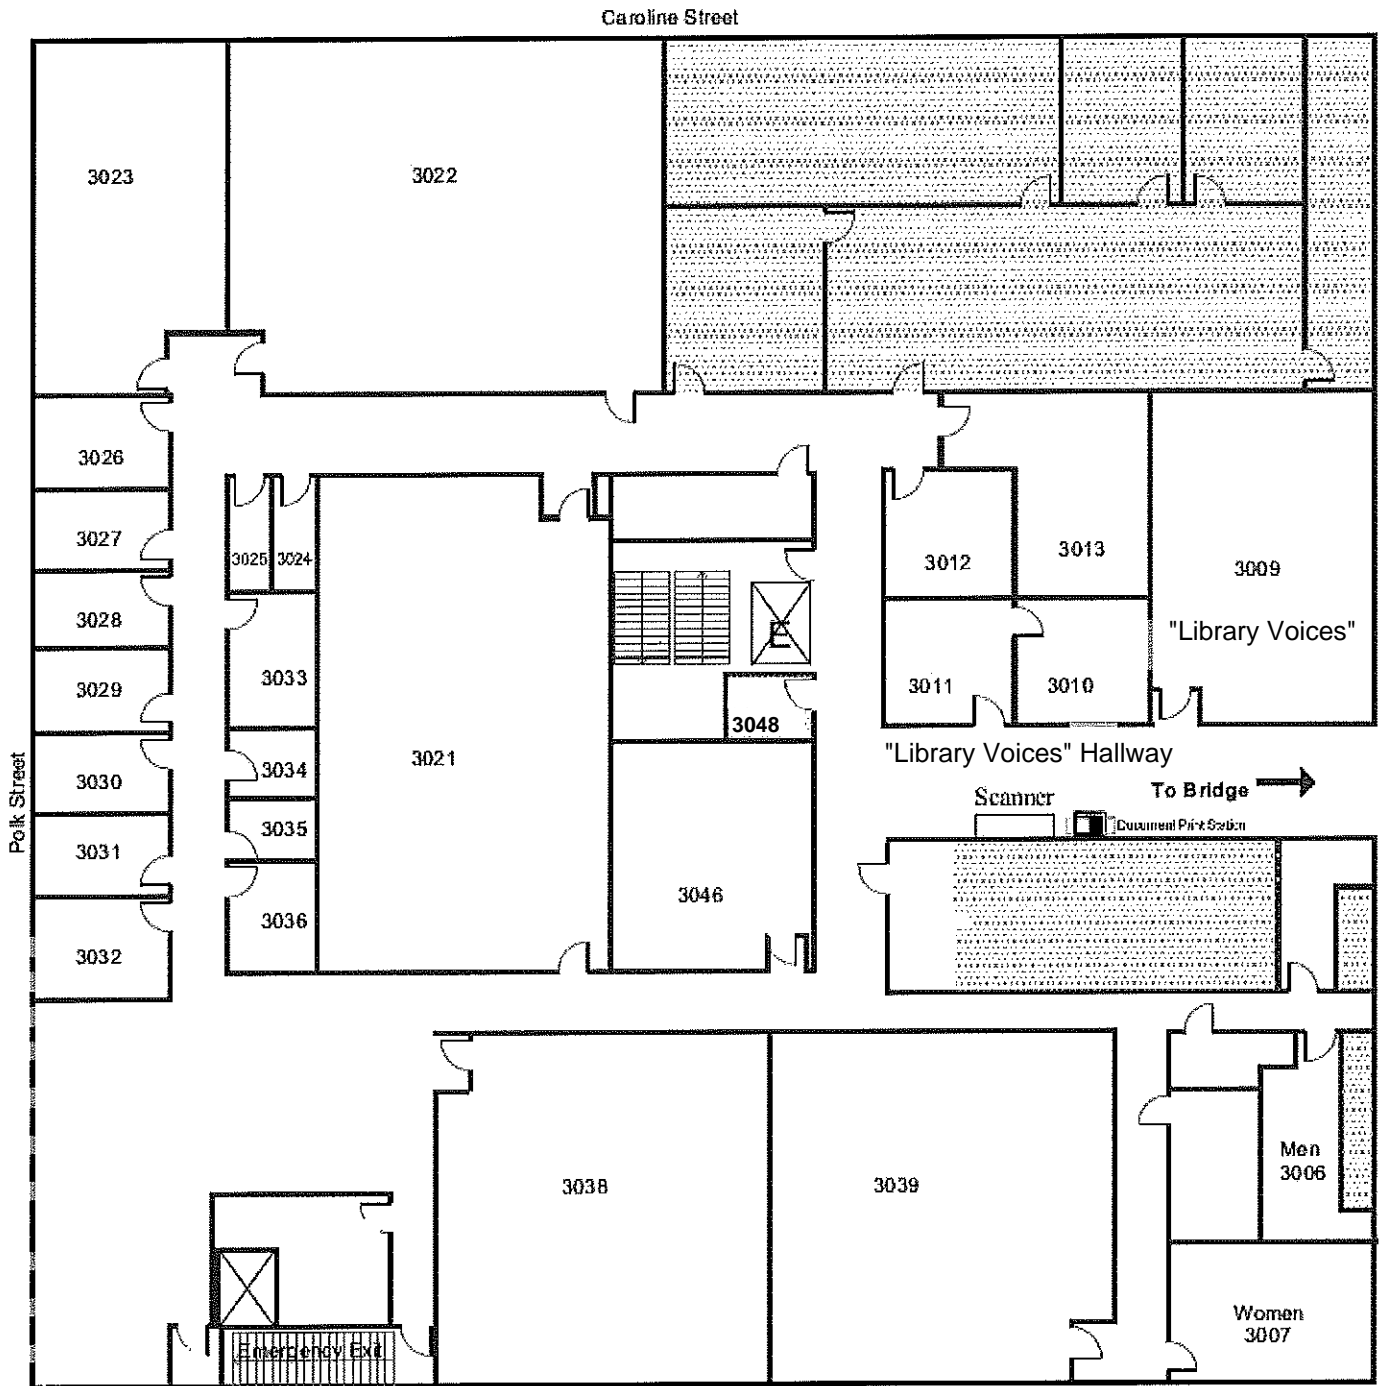 Caroline Street
3023
3022
3026
3027
3025
3024
3012
3013
3009
3028
E
"Library Voices"
3033
3029
3011
3010
3048
"Library Voices" Hallway
3021
3034
3030
To Bridge
Polk Street
Scanner
Document Print Station
3035
3031
3046
3036
3032
Men
3006
3038
3039
Women
3007
Emergency Exit